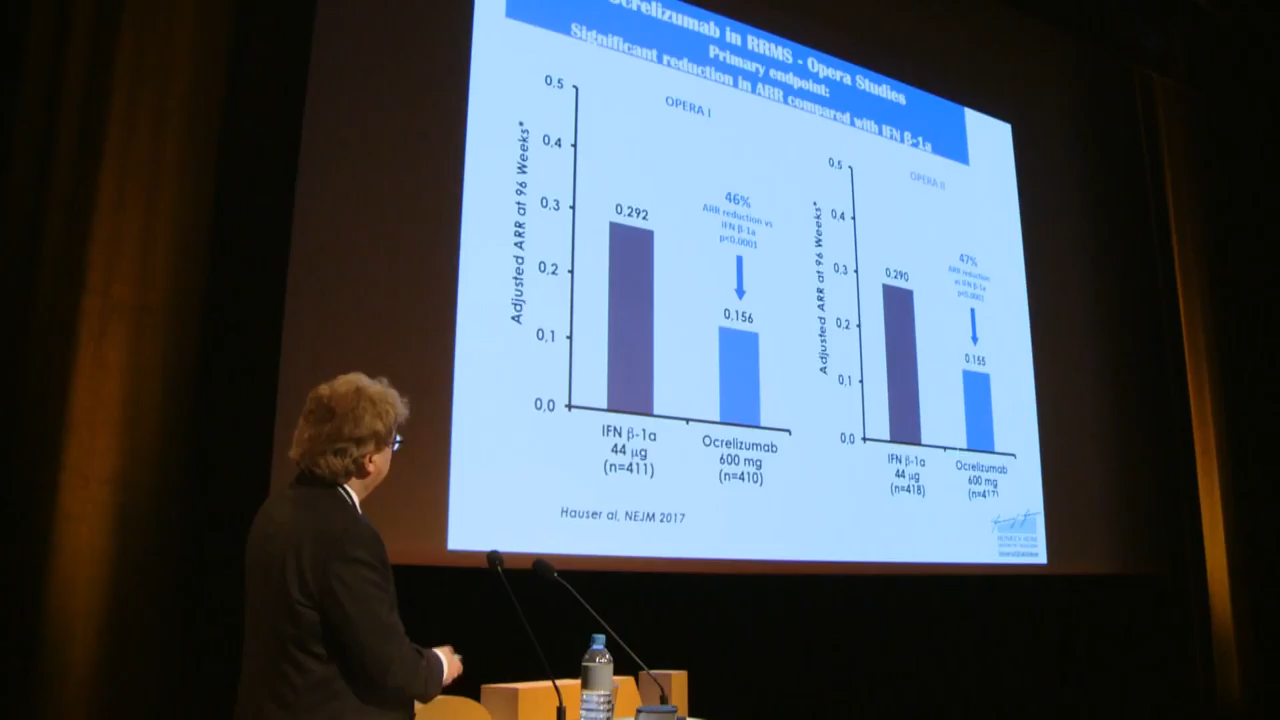 Ocrelizumab in RRMS - Opera Studies
Primary endpoint:
Significant reduction in ARR compared with IFN β-1a
OPERA I
Adjusted ARR at 96 Weeks*
0,5
0,4
0,3
0,2
0,1
0,0
0,292
46%
ARR reduction vs
IFN β-1a
p<0.0001
0,156
IFN β-1a
44 µg
(n=411)
Ocrelizumab
600 mg
(n=410)
OPERA II
Adjusted ARR at 96 Weeks*
0,5
0,4
0,3
0,2
0,1
0,0
0.290
47%
ARR reduction
vs IFN β-1a
p<0.0001
0.155
IFN β-1a
44 µg
(n=418)
Ocrelizumab
600 mg
(n=417)
Hauser al, NEJM 2017
HEINRICH HEINE